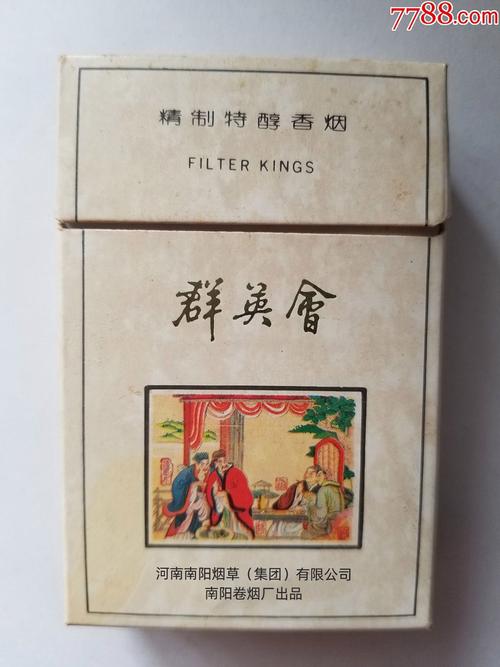 7788.com
精制特醇香烟
FILTER KINGS
群英會
河南南阳烟草（集团）有限公司
南阳卷烟厂出品